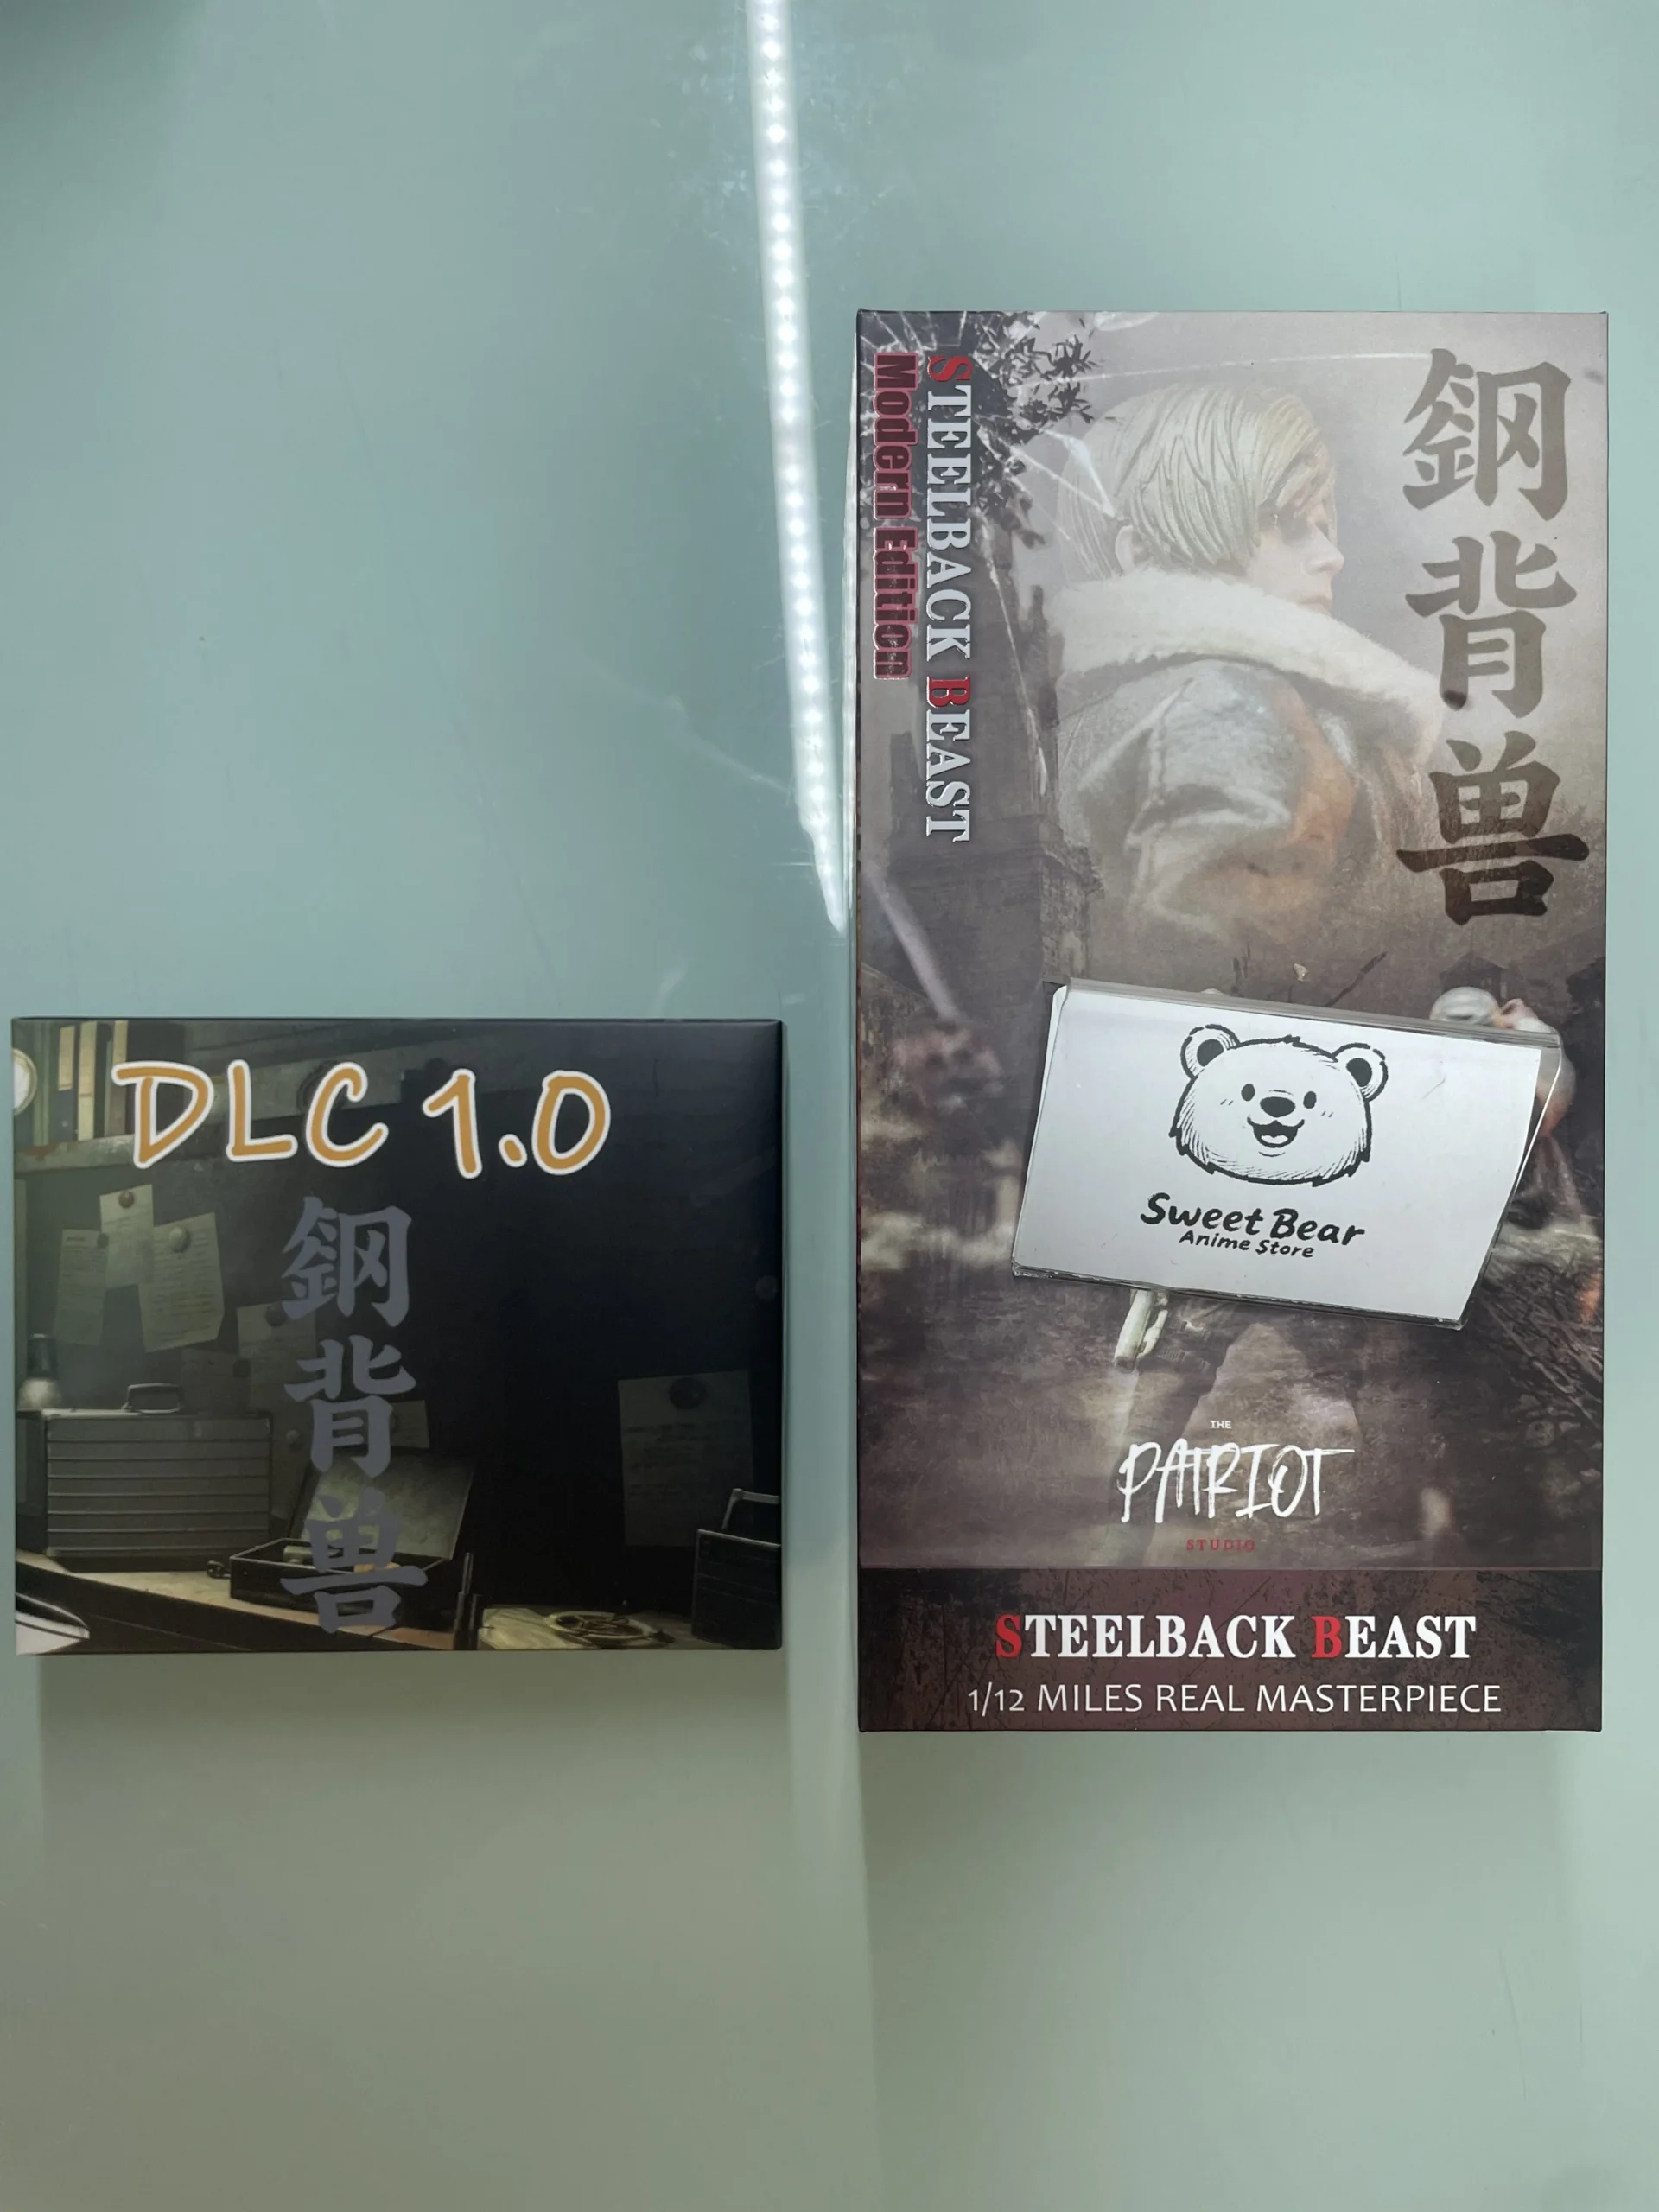 DLC 1.0
鋼背兽
STEELBACK BEAST
Modern Edition
鋼背兽
Sweet Bear
Anime Store
THE
PATRIOT
STUDIO
STEELBACK BEAST
1/12 MILES REAL MASTERPIECE